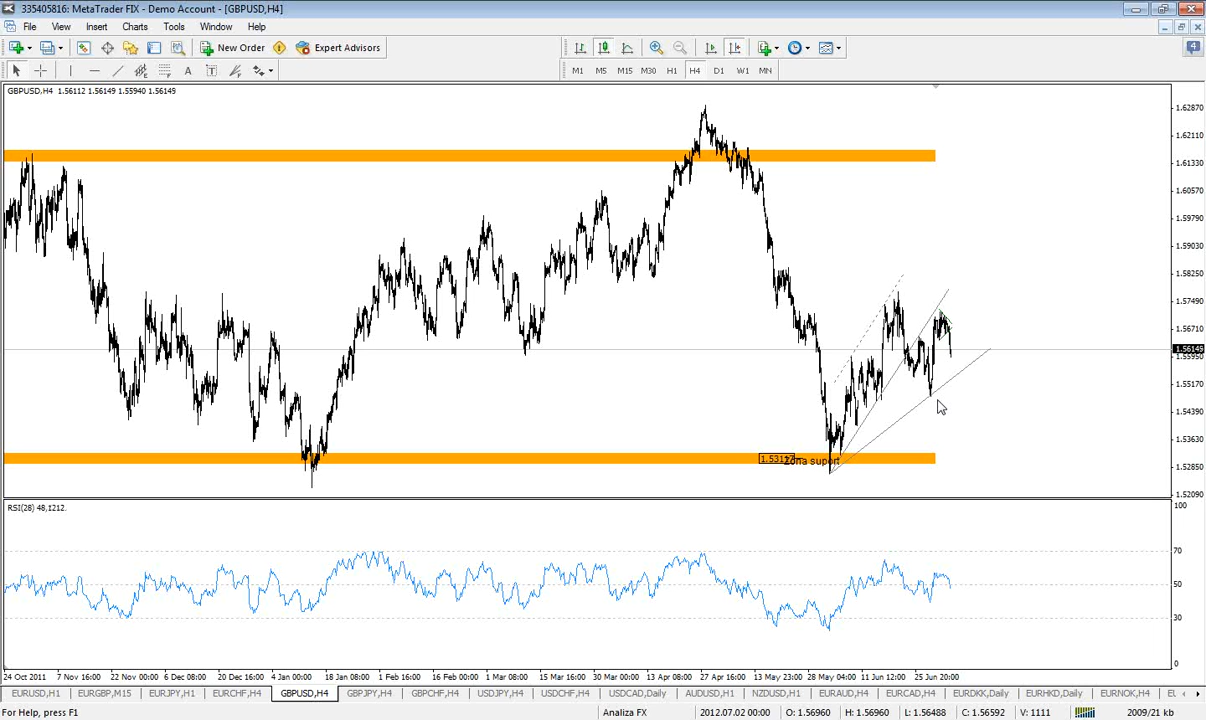 335405816: MetaTrader FIX - Demo Account - [GBPUSD,H4]
File View Insert Charts Tools Window Help
New Order Expert Advisors
A T M1 M5 M15 M30 H1 H4 D1 W1 MN
GBPUSD,H4 1.56112 1.56149 1.55940 1.56149
1.62870
1.62110
1.61330
1.60570
1.59790
1.59030
1.58250
1.57490
1.56710
1.56149
1.55950
1.55170
1.54390
1.53630
1.52850
1.52090
Zona suport
RSI(28) 48,1212.
100
70
50
30
0
24 Oct 2011 7 Nov 16:00 22 Nov 00:00 6 Dec 08:00 20 Dec 16:00 4 Jan 00:00 18 Jan 08:00 1 Feb 16:00 16 Feb 00:00 1 Mar 08:00 15 Mar 16:00 30 Mar 00:00 13 Apr 08:00 27 Apr 16:00 13 May 23:00 28 May 04:00 11 Jun 12:00 25 Jun 20:00
EURUSD,H1 EURGBP,M15 EURJPY,H1 EURCHF,H4 GBPUSD,H4 GBPJPY,H4 GBPCHF,H4 USDJPY,H4 USDCHF,H4 USDCAD,Daily AUDUSD,H1 NZDUSD,H1 EURAUD,H4 EURCAD,H4 EURDKK,Daily EURHKD,Daily EURNOK,H4
For Help, press F1 Analiza FX 2012.07.02 00:00 O: 1.56960 H: 1.56960 L: 1.56488 C: 1.56592 V: 1111 2009/21 kb